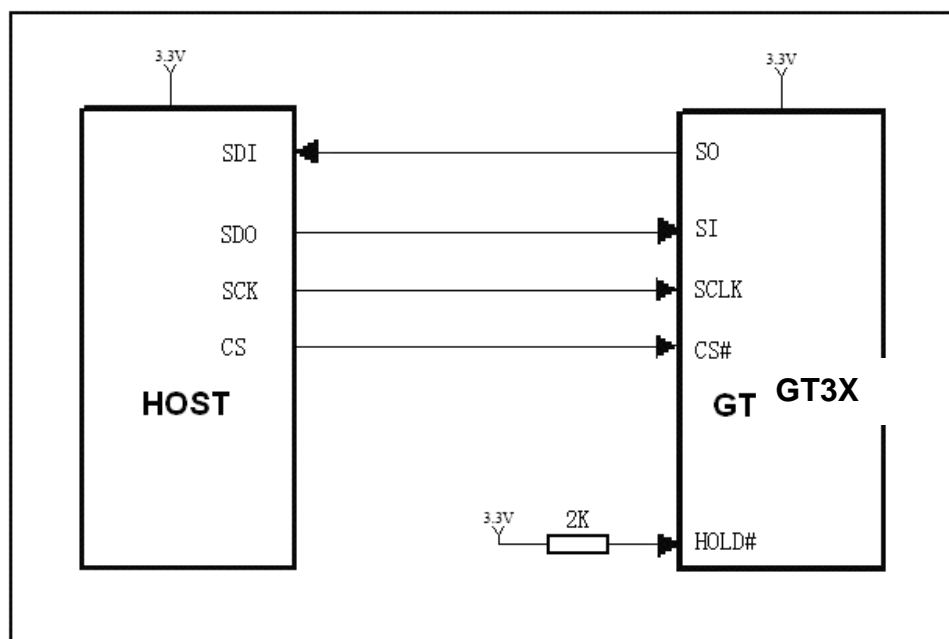 3.3V
3.3V
SDI
SO
SDO
SI
SCK
SCLK
CS
CS#
HOST
GT
GT3X
3.3V
2K
HOLD#